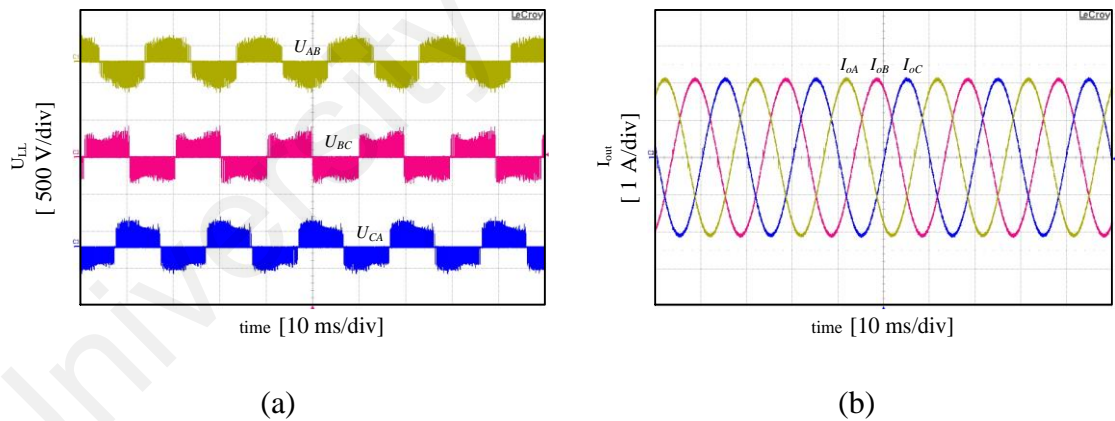 LeCroy
U_AB
U_BC
U_CA
U_LL
[ 500 V/div]
time [10 ms/div]
(a)
LeCroy
I_oA I_oB I_oC
I_out
[ 1 A/div]
time [10 ms/div]
(b)
University